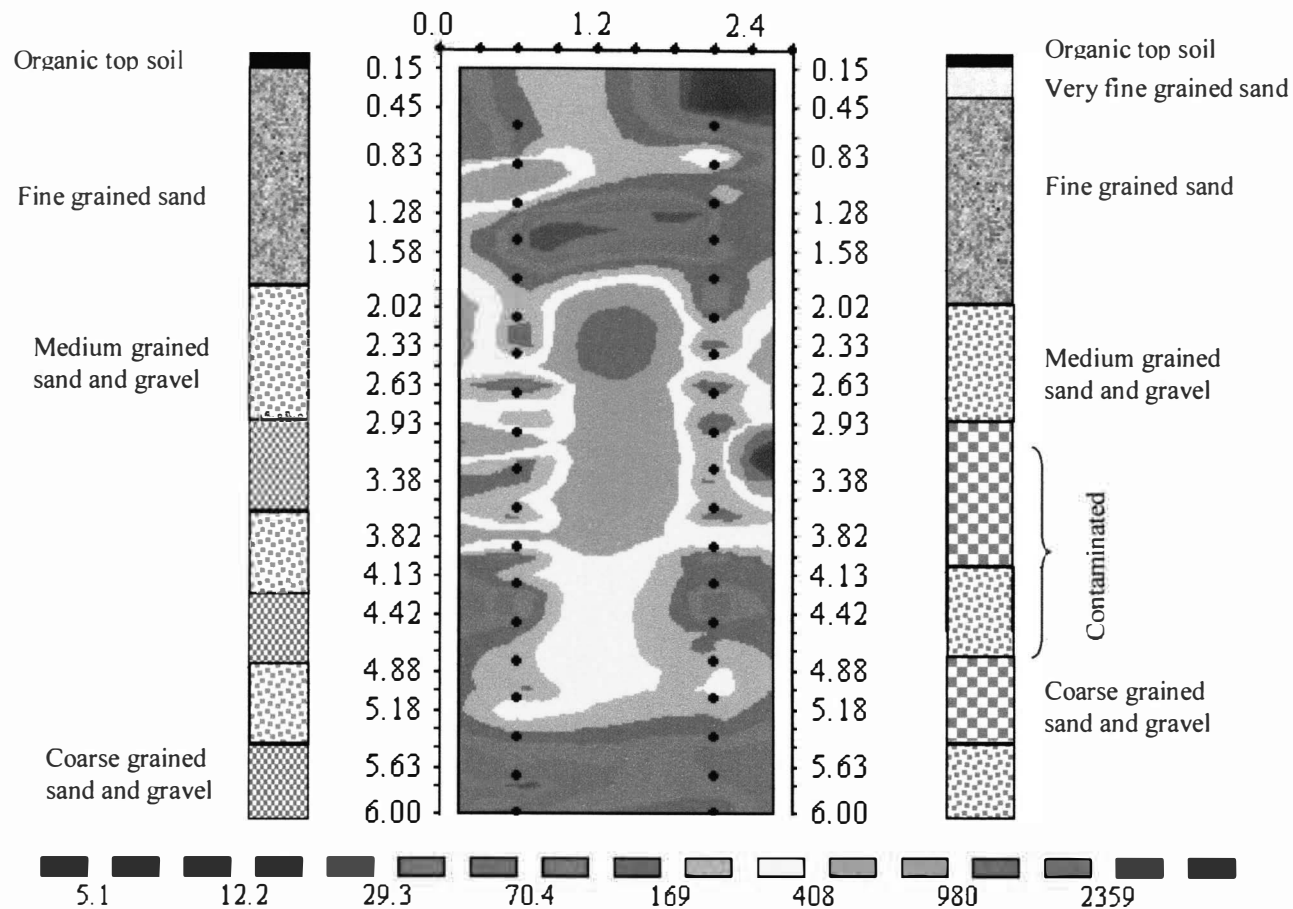 0.0 1.2 2.4
Organic top soil
Fine grained sand
Medium grained
sand and gravel
Coarse grained
sand and gravel
0.15
0.45
0.83
1.28
1.58
2.02
2.33
2.63
2.93
3.38
3.82
4.13
4.42
4.88
5.18
5.63
6.00
0.15
0.45
0.83
1.28
1.58
2.02
2.33
2.63
2.93
3.38
3.82
4.13
4.42
4.88
5.18
5.63
6.00
Organic top soil
Very fine grained sand
Fine grained sand
Medium grained
sand and gravel
Contaminated
Coarse grained
sand and gravel
5.1 12.2 29.3 70.4 169 408 980 2359